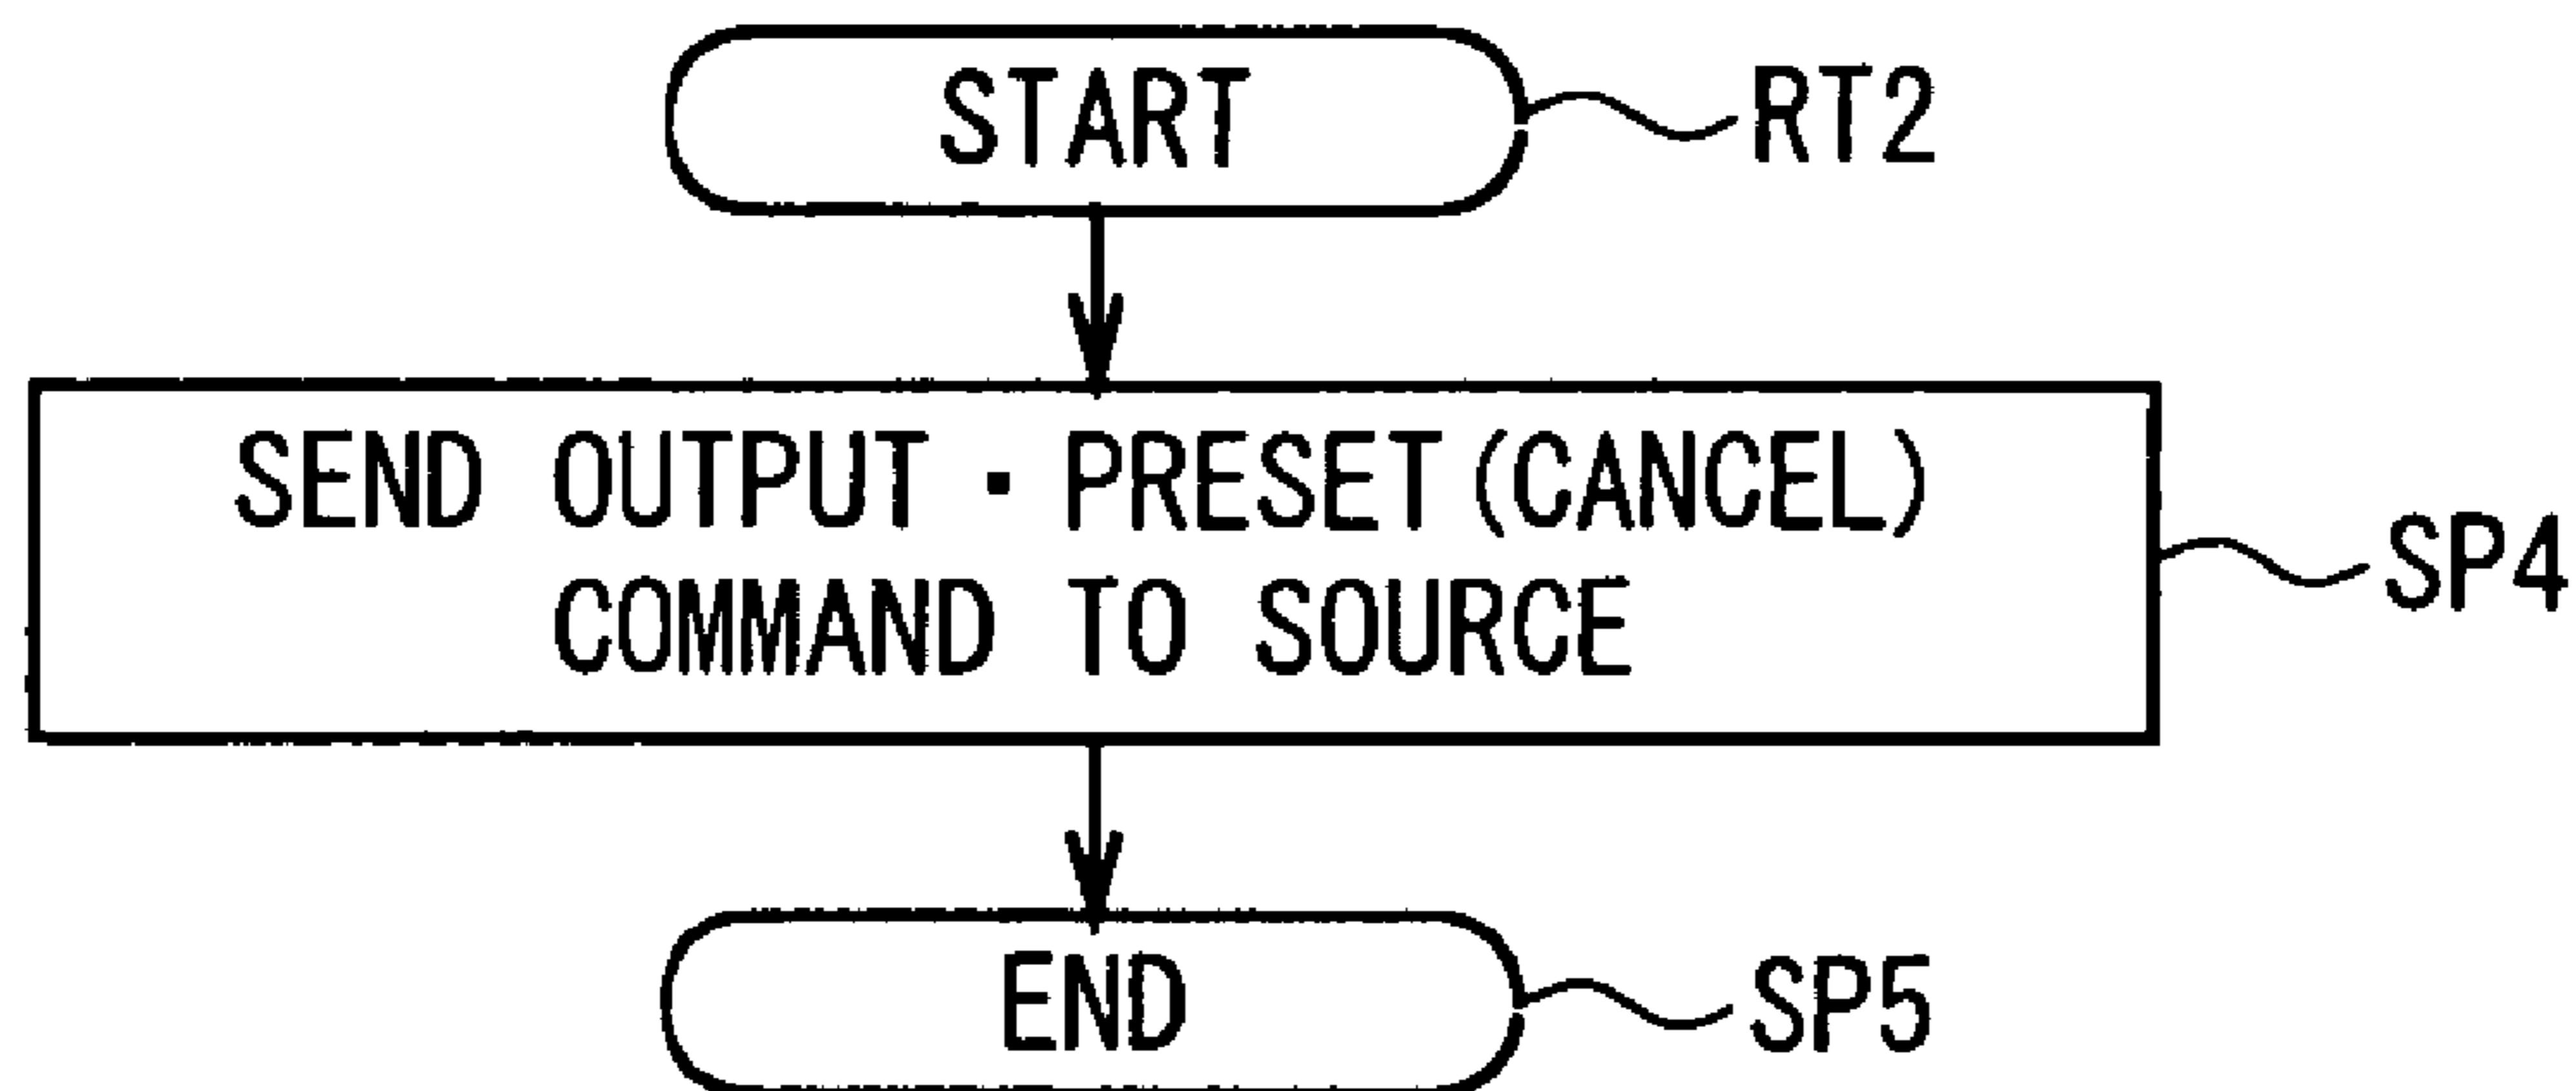 START
RT2
SEND OUTPUT・PRESET(CANCEL)
COMMAND TO SOURCE
SP4
END
SP5